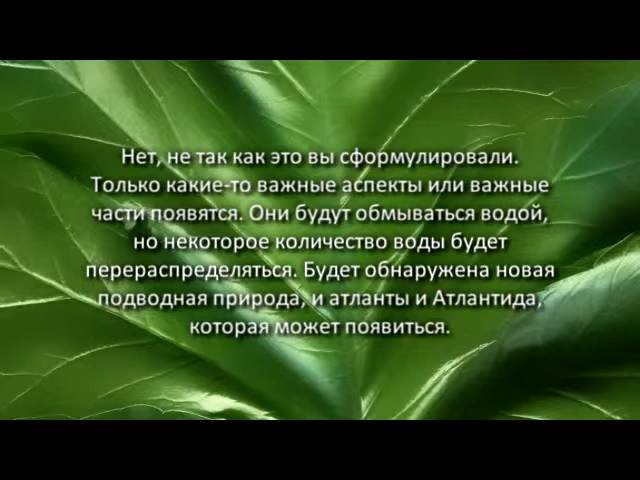 Нет, не так как это вы сформулировали.
Только какие-то важные аспекты или важные
части появятся. Они будут обмываться водой,
но некоторое количество воды будет
перераспределяться. Будет обнаружена новая
подводная природа, и атланты и Атлантида,
которая может появиться.